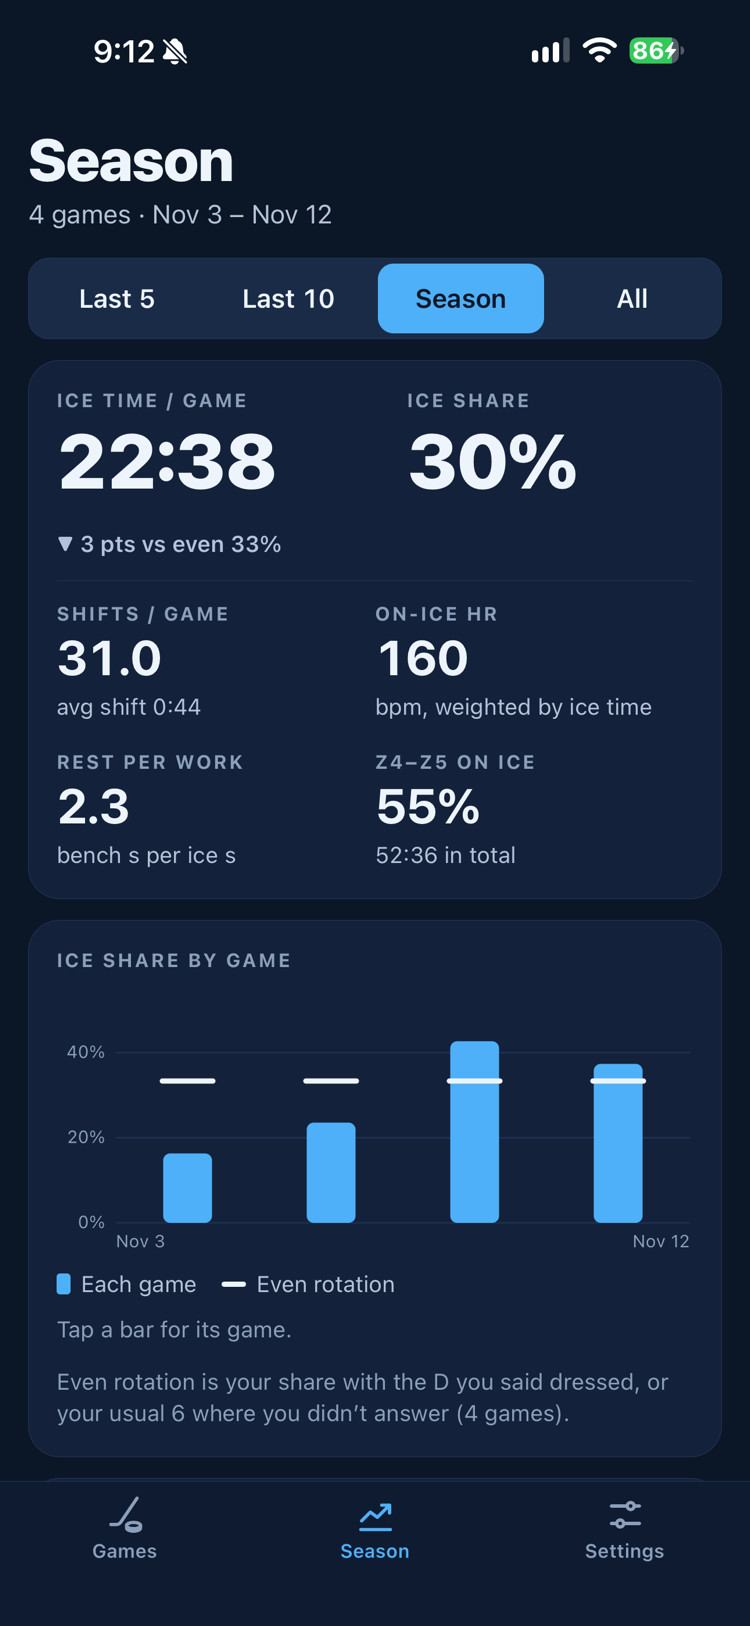 9:12
86
Season
4 games · Nov 3 – Nov 12
Last 5
Last 10
Season
All
ICE TIME / GAME
22:38
ICE SHARE
30%
▼ 3 pts vs even 33%
SHIFTS / GAME
31.0
avg shift 0:44
ON-ICE HR
160
bpm, weighted by ice time
REST PER WORK
2.3
bench s per ice s
Z4–Z5 ON ICE
55%
52:36 in total
ICE SHARE BY GAME
40%
20%
0%
Nov 3
Nov 12
Each game
Even rotation
Tap a bar for its game.
Even rotation is your share with the D you said dressed, or
your usual 6 where you didn’t answer (4 games).
Games
Season
Settings